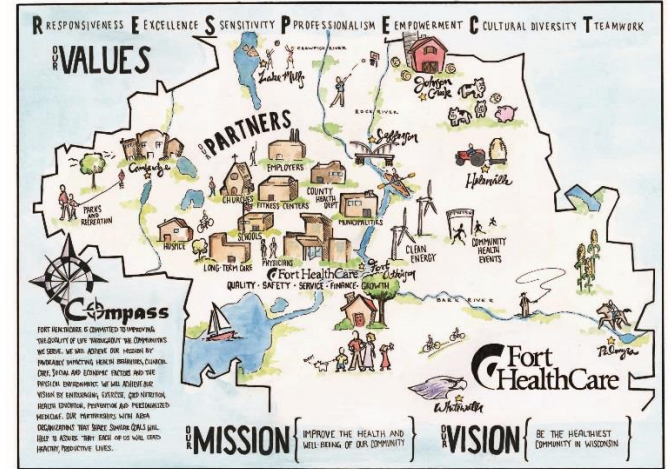 R RESPONSIVENESS E EXCELLENCE S SENSITIVITY P PROFESSIONALISM E EMPOWERMENT C CULTURAL DIVERSITY T TEAMWORK
OUR VALUES
CRAWFISH RIVER
Lake Mills
Johnson Creek
ROCK RIVER
OUR PARTNERS
Jefferson
Cambridge
EMPLOYERS
Helenville
CHURCHES
FITNESS CENTERS
COUNTY HEALTH DEPT
MUNICIPALITIES
PARKS
AND
RECREATION
HOSPICE
SCHOOLS
LONG-TERM CARE
PHYSICIANS
CLEAN
ENERGY
COMMUNITY
HEALTH
EVENTS
Fort HealthCare
Fort Atkinson
QUALITY - SAFETY - SERVICE - FINANCE - GROWTH
BARK RIVER
Palmyra
Compass
FORT HEALTHCARE IS COMMITTED TO IMPROVING
THE QUALITY OF LIFE THROUGHOUT THE COMMUNITIES
WE SERVE. WE WILL ACHIEVE OUR MISSION BY
FAVORABLY IMPACTING HEALTH BEHAVIORS, CLINICAL
CARE, SOCIAL AND ECONOMIC FACTORS AND THE
PHYSICAL ENVIRONMENT. WE WILL ACHIEVE OUR
VISION BY ENCOURAGING EXERCISE, GOOD NUTRITION,
HEALTH EDUCATION, PREVENTION AND PERSONALIZED
MEDICINE. OUR PARTNERSHIPS WITH AREA
ORGANIZATIONS THAT SHARE SIMILAR GOALS WILL
HELP TO ASSURE THAT EACH OF US WILL LEAD
HEALTHY, PRODUCTIVE LIVES.
Fort
HealthCare
Whitewater
OUR MISSION
IMPROVE THE HEALTH AND
WELL-BEING OF OUR COMMUNITY
OUR VISION
BE THE HEALTHIEST
COMMUNITY IN WISCONSIN